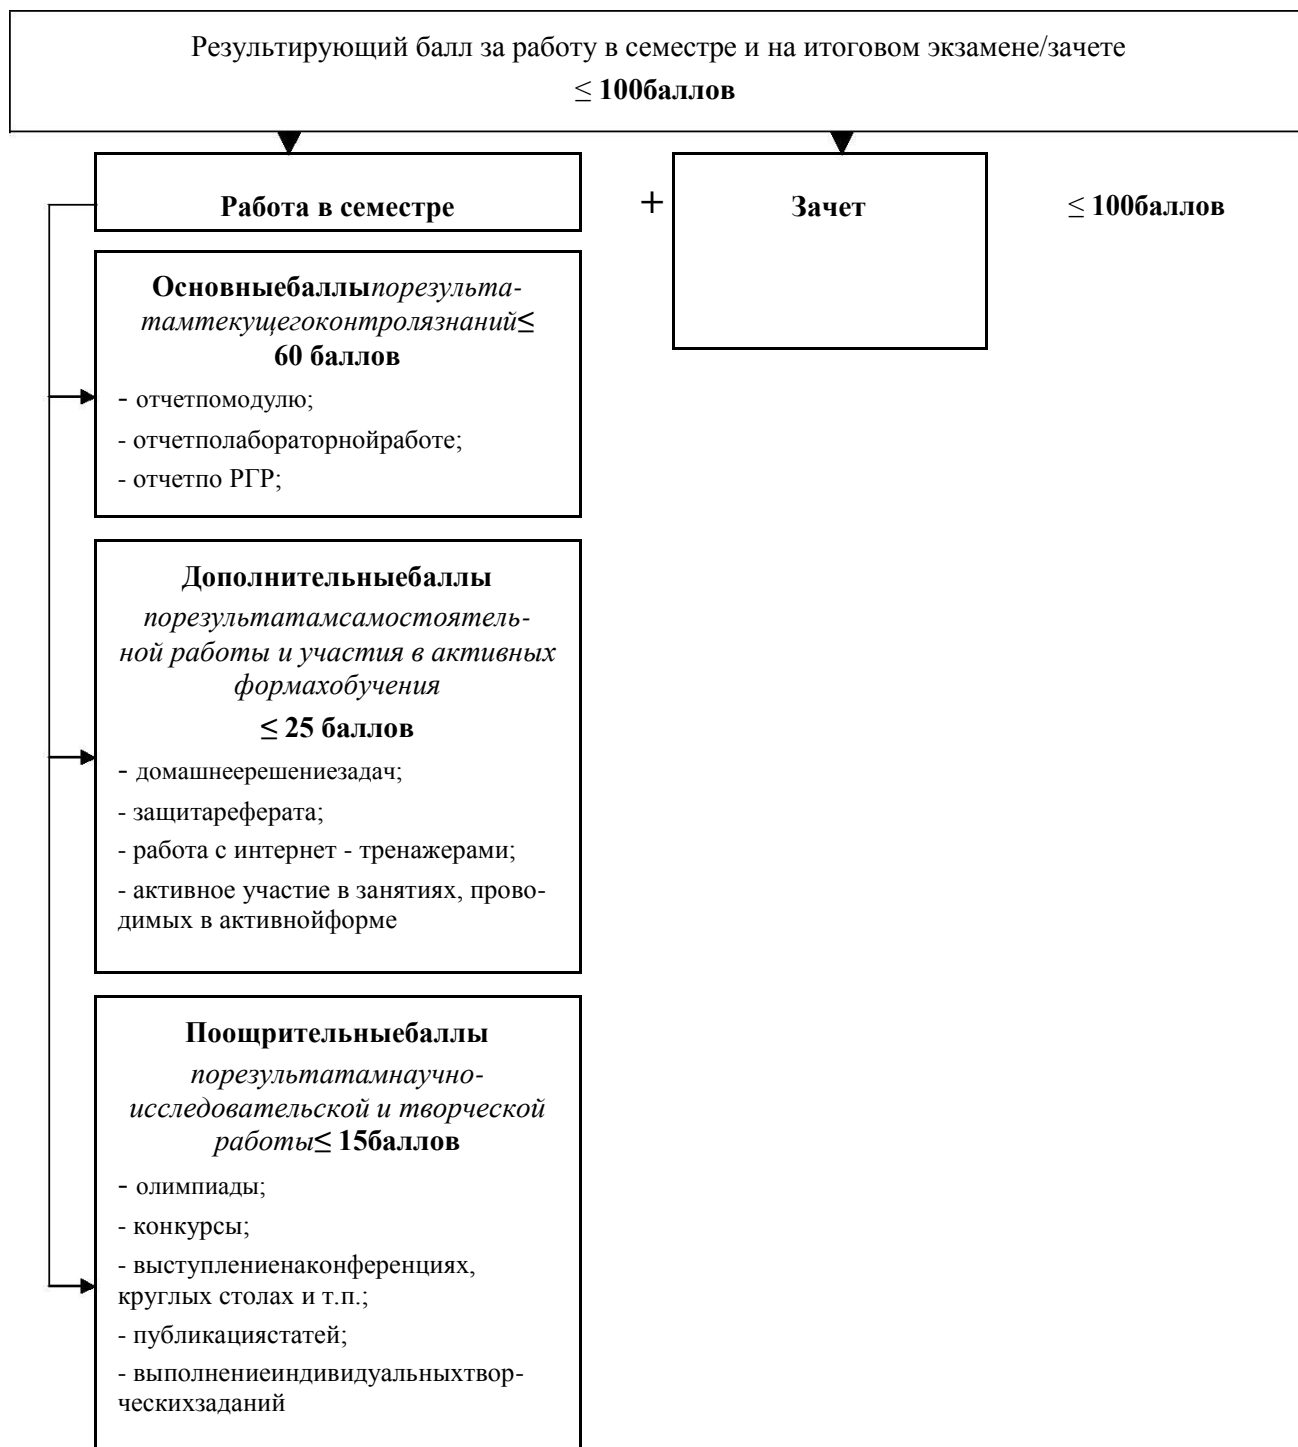 Результирующий балл за работу в семестре и на итоговом экзамене/зачете
≤ 100баллов
Работа в семестре
+
Зачет
≤ 100баллов
Основныебаллыпорезульта-
тамтекущегоконтролязнаний≤
60 баллов
- отчетпомодулю;
- отчетполабораторнойработе;
- отчетпо РГР;
Дополнительныебаллы
порезультатамсамостоятель-
ной работы и участия в активных
формахобучения
≤ 25 баллов
- домашнеерешениезадач;
- защитареферата;
- работа с интернет - тренажерами;
- активное участие в занятиях, прово-
димых в активнойформе
Поощрительныебаллы
порезультатамнаучно-
исследовательской и творческой
работы≤ 15баллов
- олимпиады;
- конкурсы;
- выступлениенаконференциях,
круглых столах и т.п.;
- публикациястатей;
- выполнениеиндивидуальныхтвор-
ческихзаданий